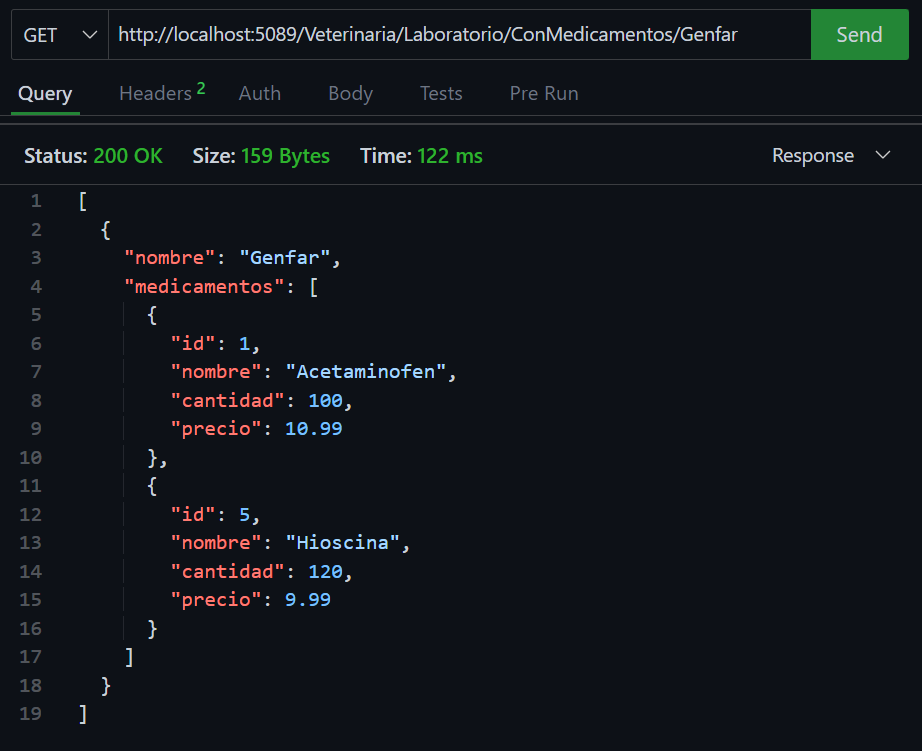 GET http://localhost:5089/Veterinaria/Laboratorio/ConMedicamentos/Genfar Send
Query Headers 2 Auth Body Tests Pre Run
Status: 200 OK Size: 159 Bytes Time: 122 ms Response
1 [
2 {
3 "nombre": "Genfar",
4 "medicamentos": [
5 {
6 "id": 1,
7 "nombre": "Acetaminofen",
8 "cantidad": 100,
9 "precio": 10.99
10 },
11 {
12 "id": 5,
13 "nombre": "Hioscina",
14 "cantidad": 120,
15 "precio": 9.99
16 }
17 ]
18 }
19 ]